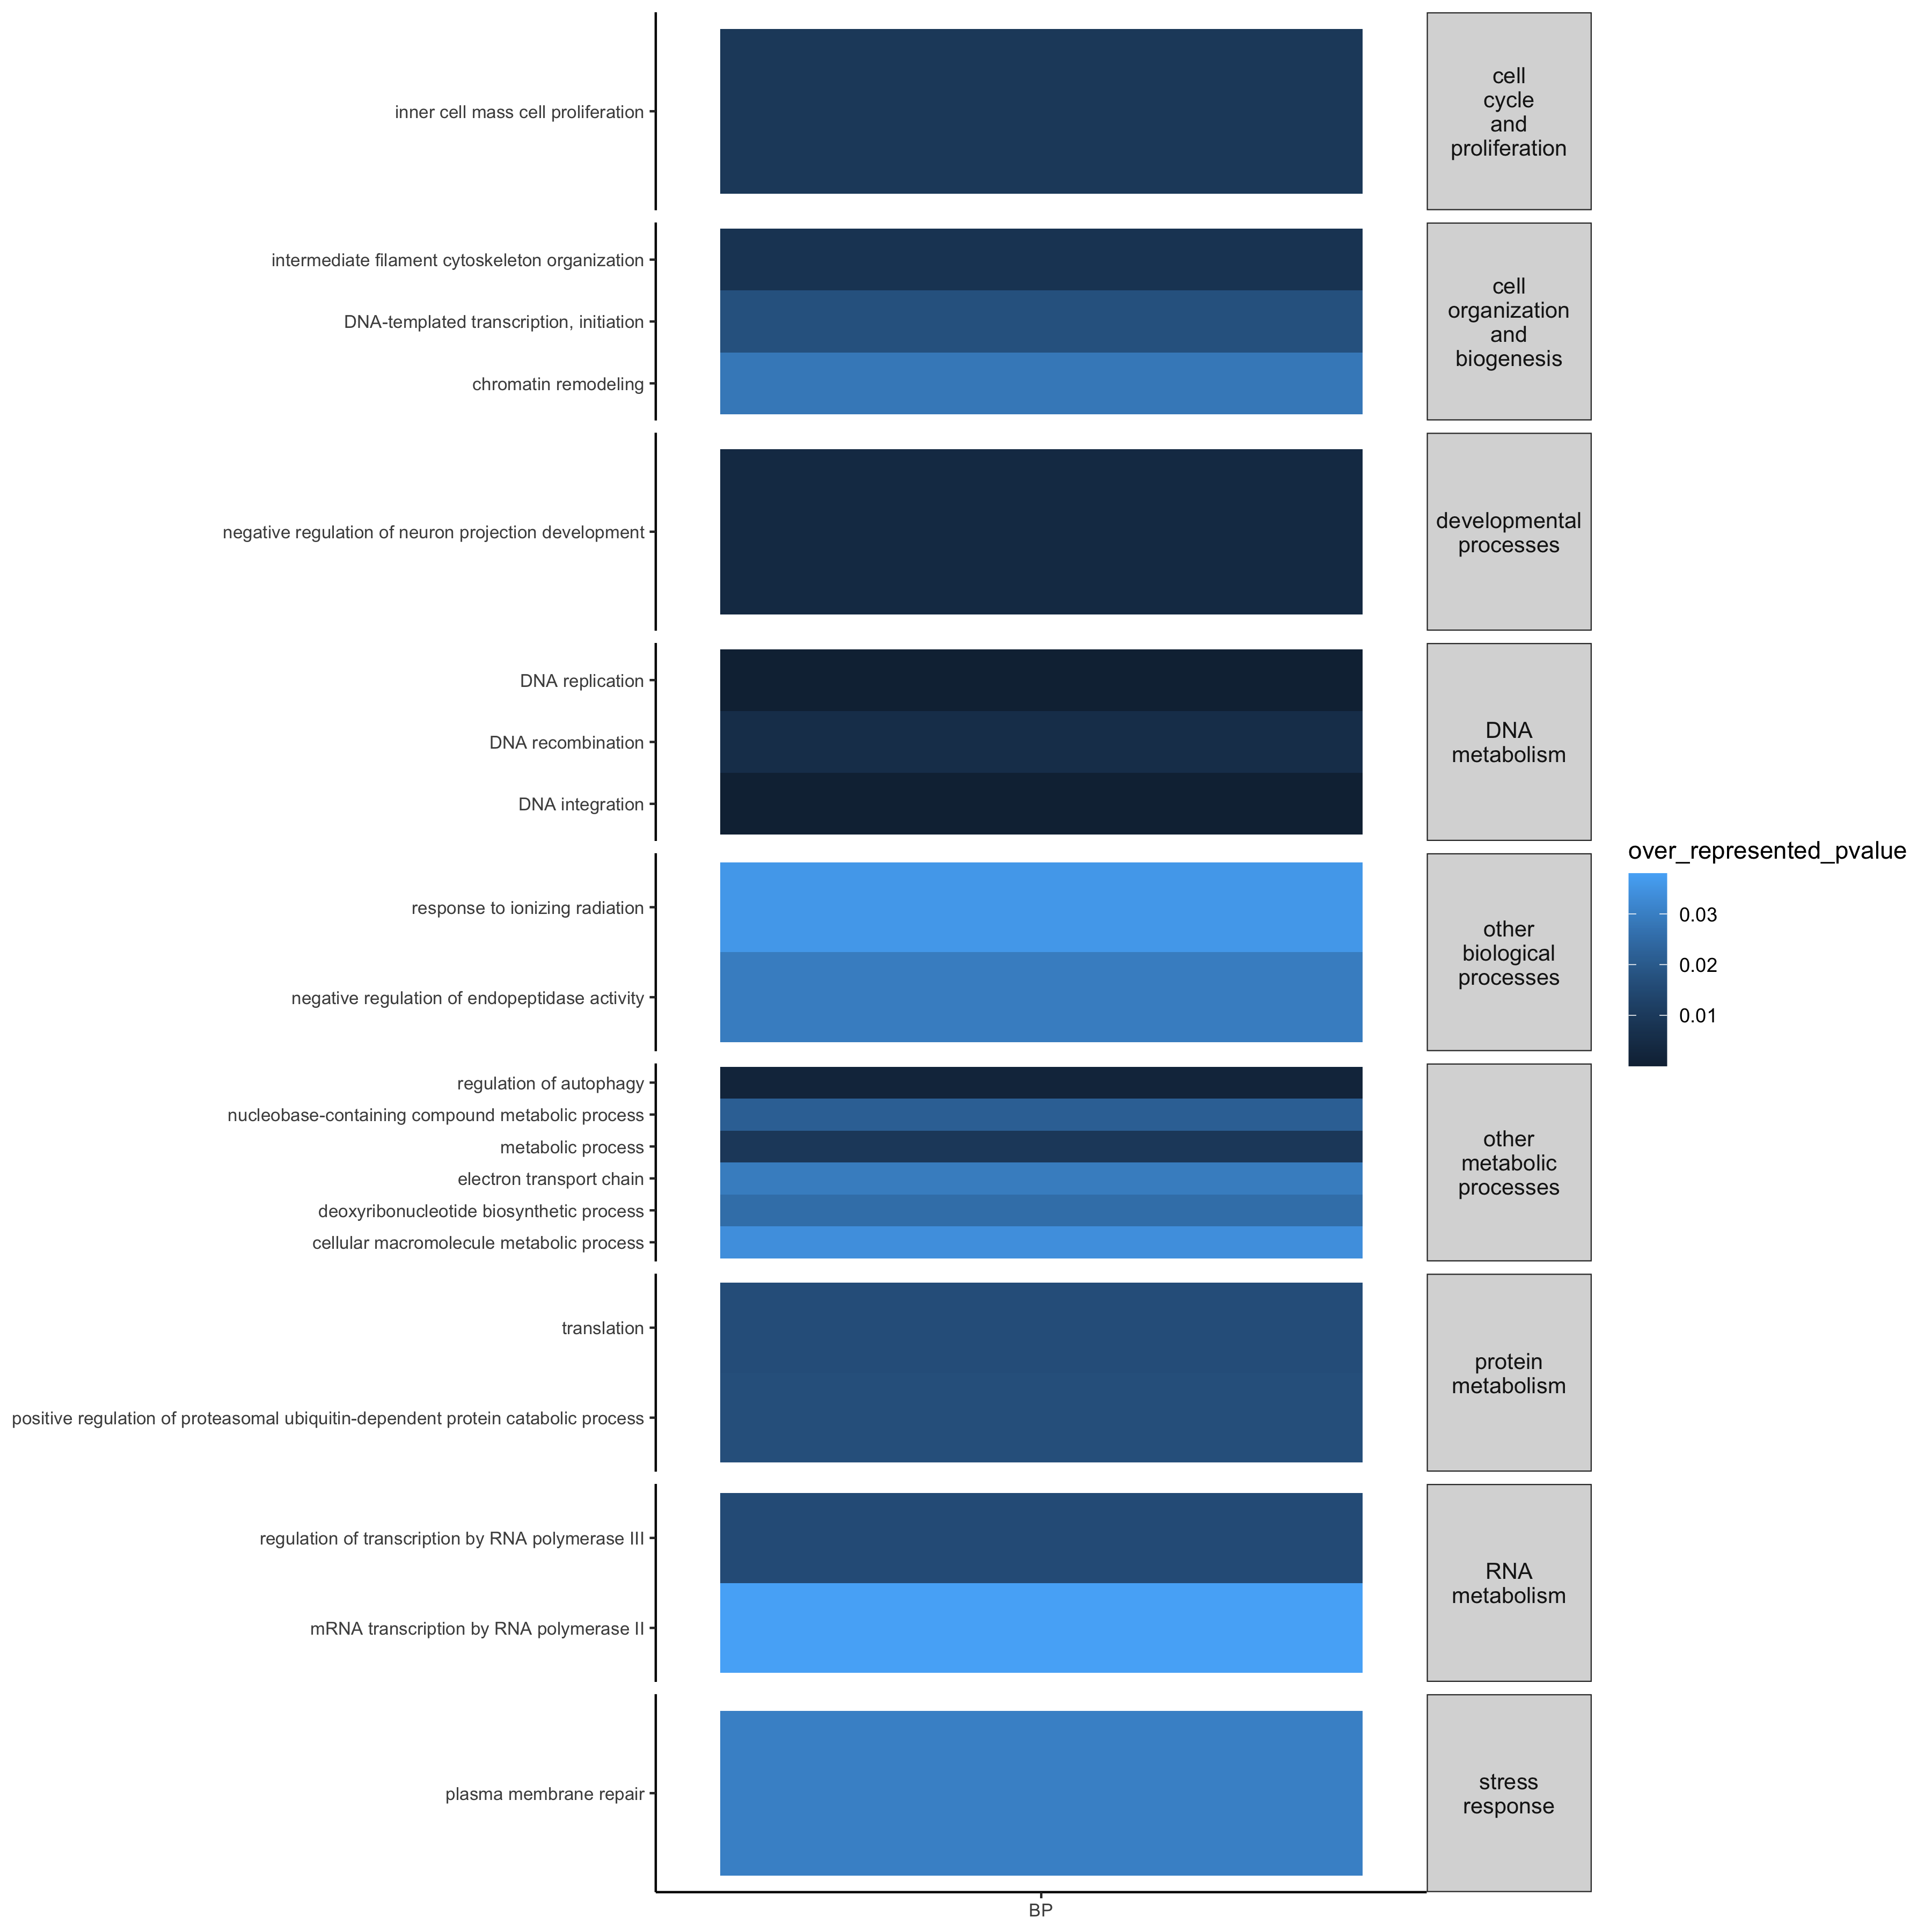 inner cell mass cell proliferation
cell
cycle
and
proliferation
intermediate filament cytoskeleton organization
DNA-templated transcription, initiation
chromatin remodeling
cell
organization
and
biogenesis
negative regulation of neuron projection development
developmental
processes
DNA replication
DNA recombination
DNA integration
DNA
metabolism
response to ionizing radiation
negative regulation of endopeptidase activity
other
biological
processes
over_represented_pvalue
0.03
0.02
0.01
regulation of autophagy
nucleobase-containing compound metabolic process
metabolic process
electron transport chain
deoxyribonucleotide biosynthetic process
cellular macromolecule metabolic process
other
metabolic
processes
translation
positive regulation of proteasomal ubiquitin-dependent protein catabolic process
protein
metabolism
regulation of transcription by RNA polymerase III
mRNA transcription by RNA polymerase II
RNA
metabolism
plasma membrane repair
stress
response
BP